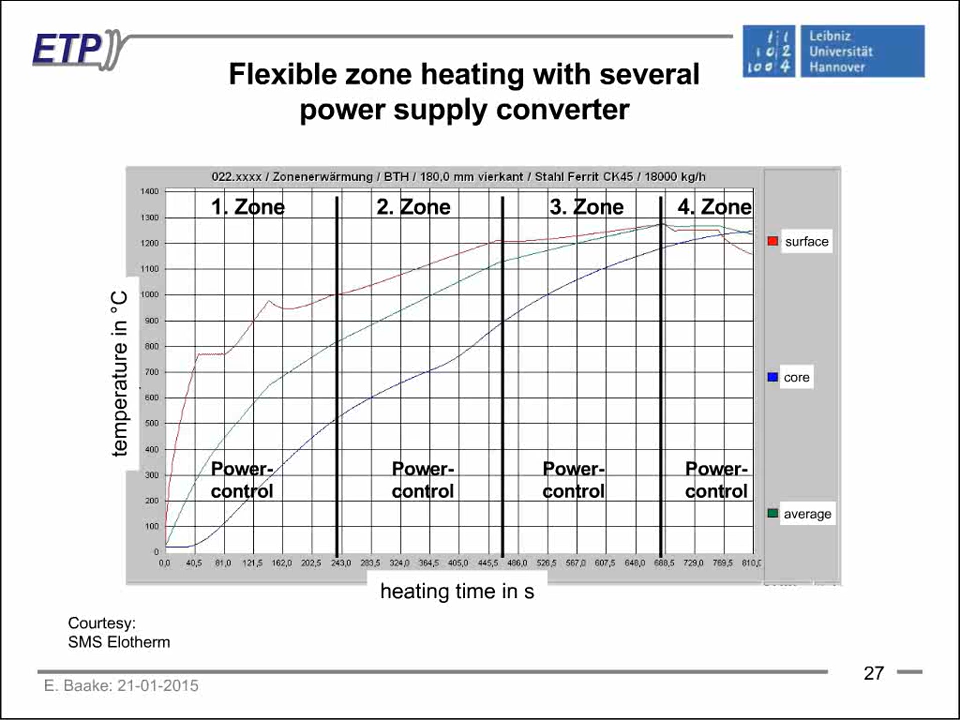 ETP
Leibniz
Universität
Hannover
Flexible zone heating with several
power supply converter
022.xxxx / Zonenerwärmung / BTH / 180,0 mm vierkant / Stahl Ferrit CK45 / 18000 kg/h
1. Zone 2. Zone 3. Zone 4. Zone
1400
1300
1200
1100
1000
900
800
700
600
500
400
300
200
100
0
temperature in °C
surface
core
average
Power-
control
Power-
control
Power-
control
Power-
control
0,0 40,5 81,0 121,5 162,0 202,5 243,0 283,5 324,0 364,5 405,0 445,5 486,0 526,5 567,0 607,5 648,0 688,5 729,0 769,5 810,0
heating time in s
Courtesy:
SMS Elotherm
E. Baake: 21-01-2015
27